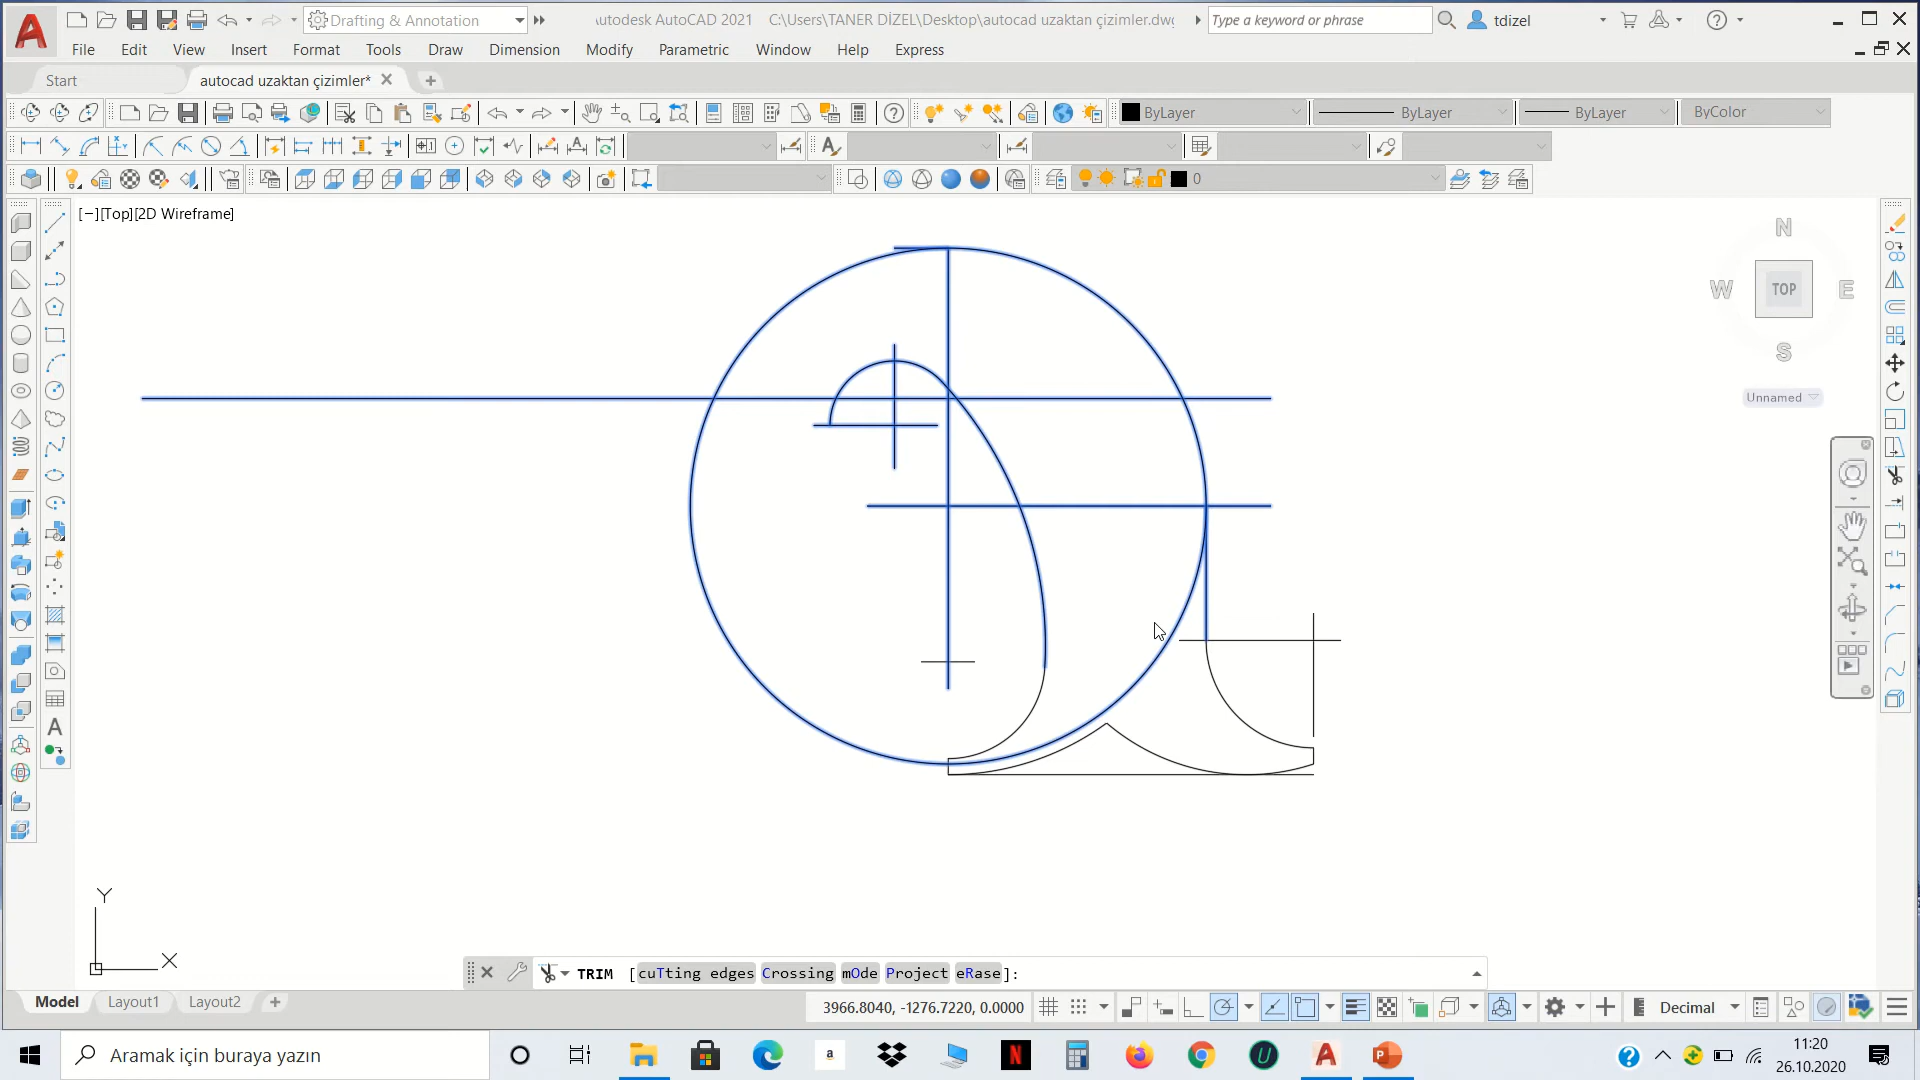 Drafting & Annotation
utodesk AutoCAD 2021 C:\Users\TANER DİZEL\Desktop\autocad uzaktan çizimler.dwg
Type a keyword or phrase
tdizel
File Edit View Insert Format Tools Draw Dimension Modify Parametric Window Help Express
Start
autocad uzaktan çizimler*
ByLayer
ByLayer
ByLayer
ByColor
0
[−][Top][2D Wireframe]
N
W
TOP
E
S
Unnamed
Y
X
TRIM [cuTting edges Crossing mOde Project eRase]:
Model Layout1 Layout2
3966.8040, -1276.7220, 0.0000
Decimal
Aramak için buraya yazın
11:20
26.10.2020